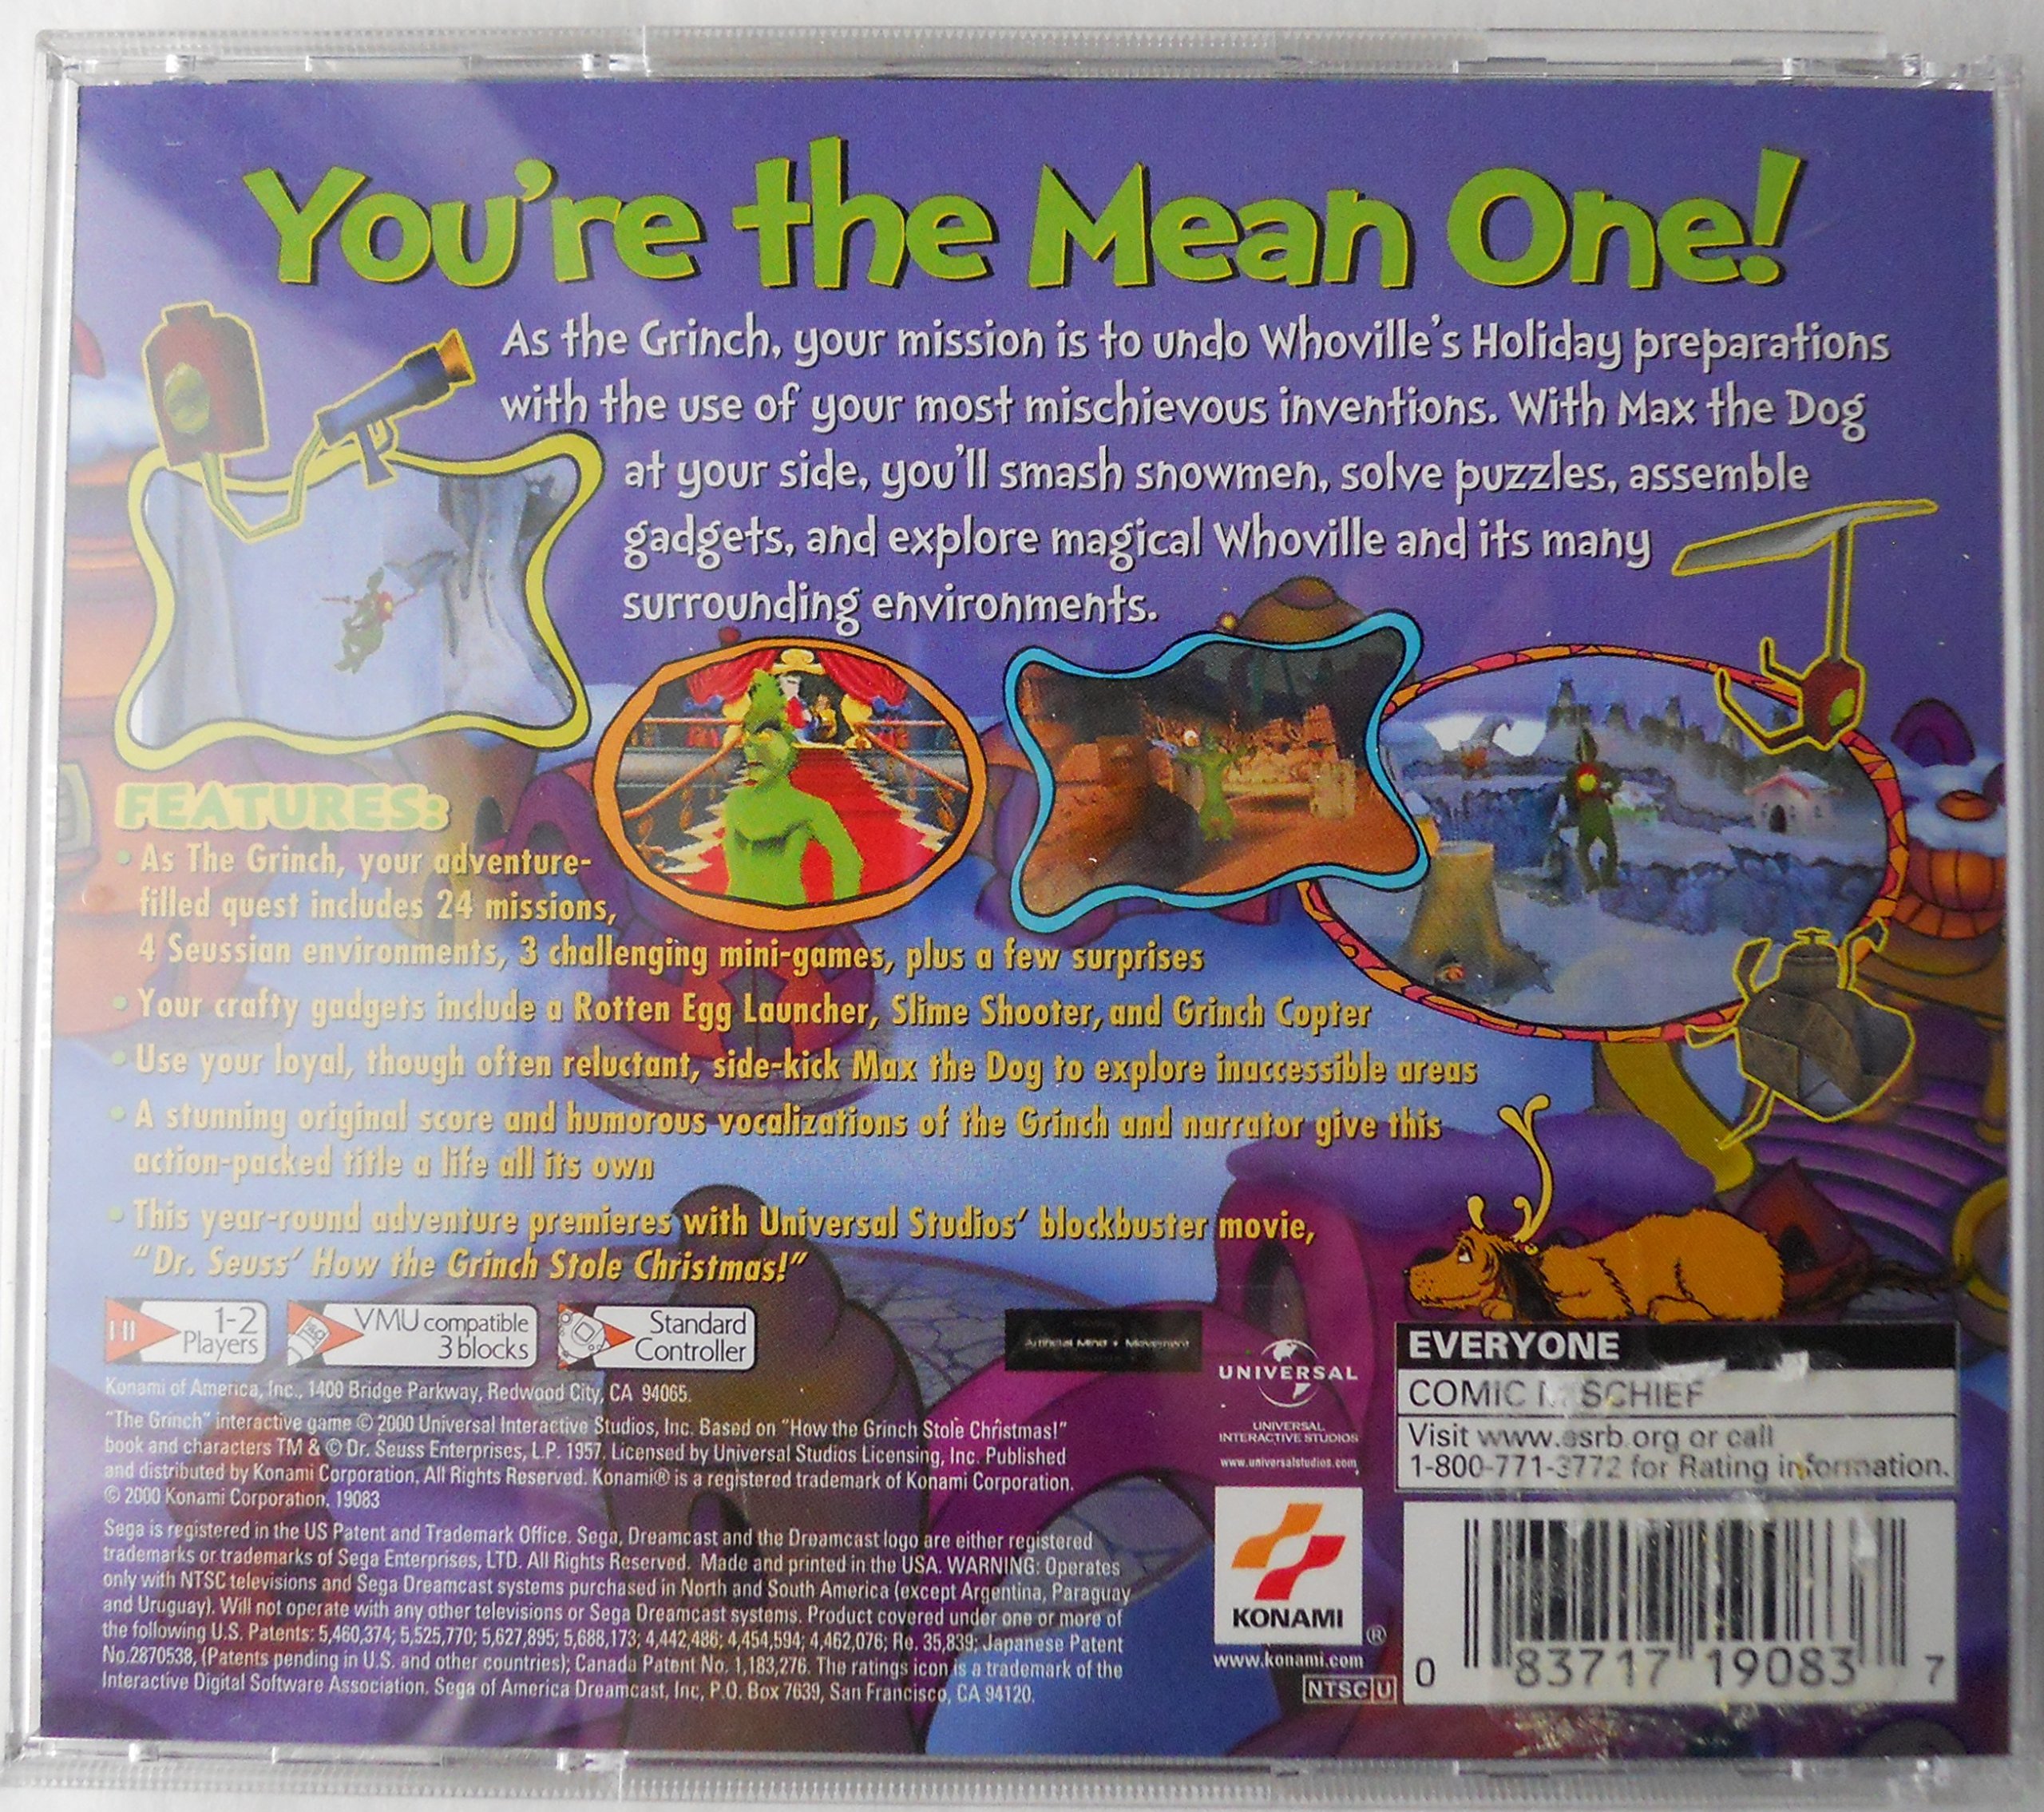 You're the Mean One!
As the Grinch, your mission is to undo Whoville's Holiday preparations
with the use of your most mischievous inventions. With Max the Dog
at your side, you'll smash snowmen, solve puzzles, assemble
gadgets, and explore magical Whoville and its many
surrounding environments.
FEATURES:
• As The Grinch, your adventure-
filled quest includes 24 missions,
4 Seussian environments, 3 challenging mini-games, plus a few surprises
• Your crafty gadgets include a Rotten Egg Launcher, Slime Shooter, and Grinch Copter
• Use your loyal, though often reluctant, side-kick Max the Dog to explore inaccessible areas
• A stunning original score and humorous vocalizations of the Grinch and narrator give this
action-packed title a life all its own
• This year-round adventure premieres with Universal Studios' blockbuster movie,
"Dr. Seuss' How the Grinch Stole Christmas!"
1-2
Players
VMU compatible
3 blocks
Standard
Controller
Artificial Mind + Movement
UNIVERSAL
UNIVERSAL
INTERACTIVE STUDIOS
www.universalstudios.com
EVERYONE
COMIC M SCHIEF
Visit www.esrb.org or call
1-800-771-3772 for Rating information.
Konami of America, Inc., 1400 Bridge Parkway, Redwood City, CA 94065.
"The Grinch" interactive game © 2000 Universal Interactive Studios, Inc. Based on "How the Grinch Stole Christmas!"
book and characters TM & © Dr. Seuss Enterprises, L.P. 1957. Licensed by Universal Studios Licensing, Inc. Published
and distributed by Konami Corporation, All Rights Reserved. Konami® is a registered trademark of Konami Corporation.
© 2000 Konami Corporation. 19083
Sega is registered in the US Patent and Trademark Office. Sega, Dreamcast and the Dreamcast logo are either registered
trademarks or trademarks of Sega Enterprises, LTD. All Rights Reserved. Made and printed in the USA. WARNING: Operates
only with NTSC televisions and Sega Dreamcast systems purchased in North and South America (except Argentina, Paraguay
and Uruguay). Will not operate with any other televisions or Sega Dreamcast systems. Product covered under one or more of
the following U.S. Patents: 5,460,374; 5,525,770; 5,627,895; 5,688,173; 4,442,486; 4,454,594; 4,462,076; Re. 35,839; Japanese Patent
No.2870538, (Patents pending in U.S. and other countries); Canada Patent No. 1,183,276. The ratings icon is a trademark of the
Interactive Digital Software Association. Sega of America Dreamcast, Inc, P.O. Box 7639, San Francisco, CA 94120.
KONAMI
®
www.konami.com
NTSC U
0 83717 19083 7